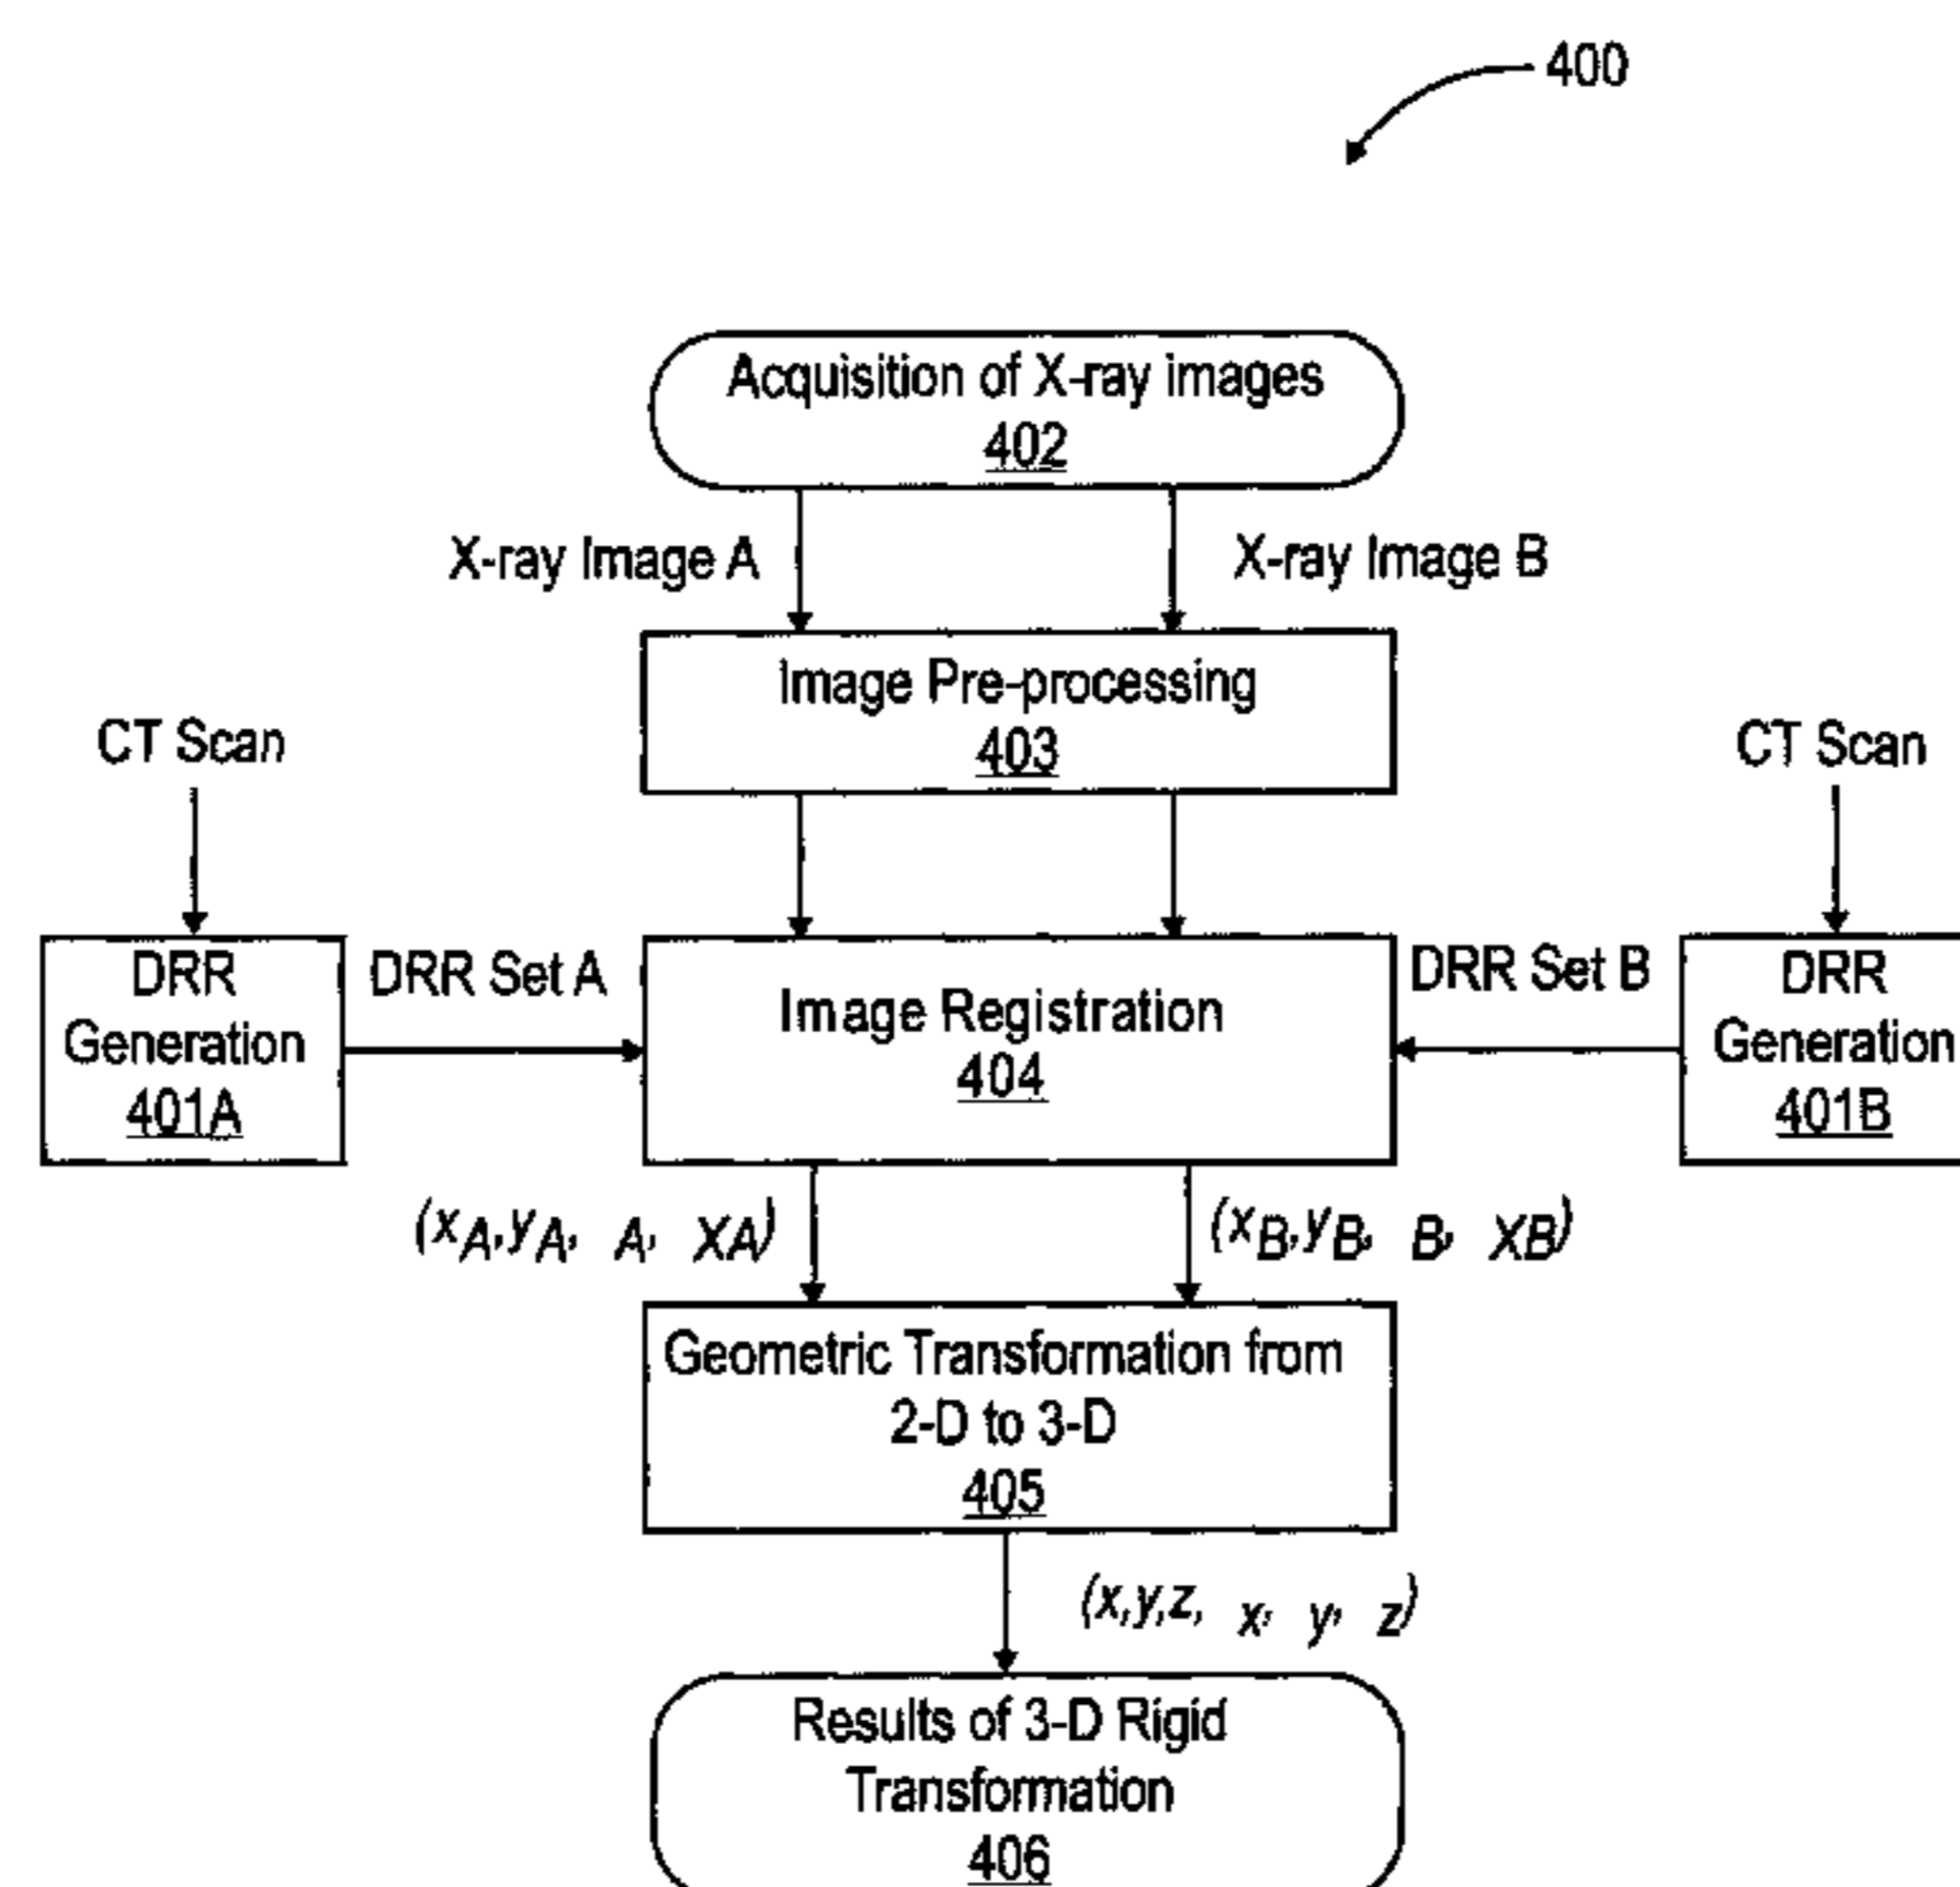 400
Acquisition of X-ray images
402
X-ray Image A
X-ray Image B
Image Pre-processing
403
CT Scan
CT Scan
DRR
Generation
401A
DRR Set A
Image Registration
404
DRR Set B
DRR
Generation
401B
(xA,yA, A, XA)
(xB,yB, B, XB)
Geometric Transformation from
2-D to 3-D
405
(x,y,z, x, y, z)
Results of 3-D Rigid
Transformation
406